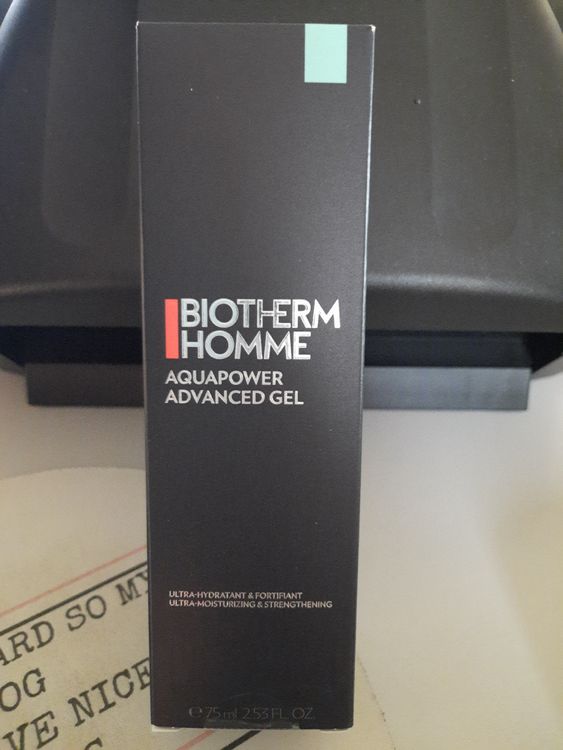 BIOTHERM
HOMME
AQUAPOWER
ADVANCED GEL
ULTRA-HYDRATANT & FORTIFIANT
ULTRA-MOISTURIZING & STRENGTHENING
℮ 75 ml 2.53 FL. OZ.
ARD SO MY
OG
VE NICE